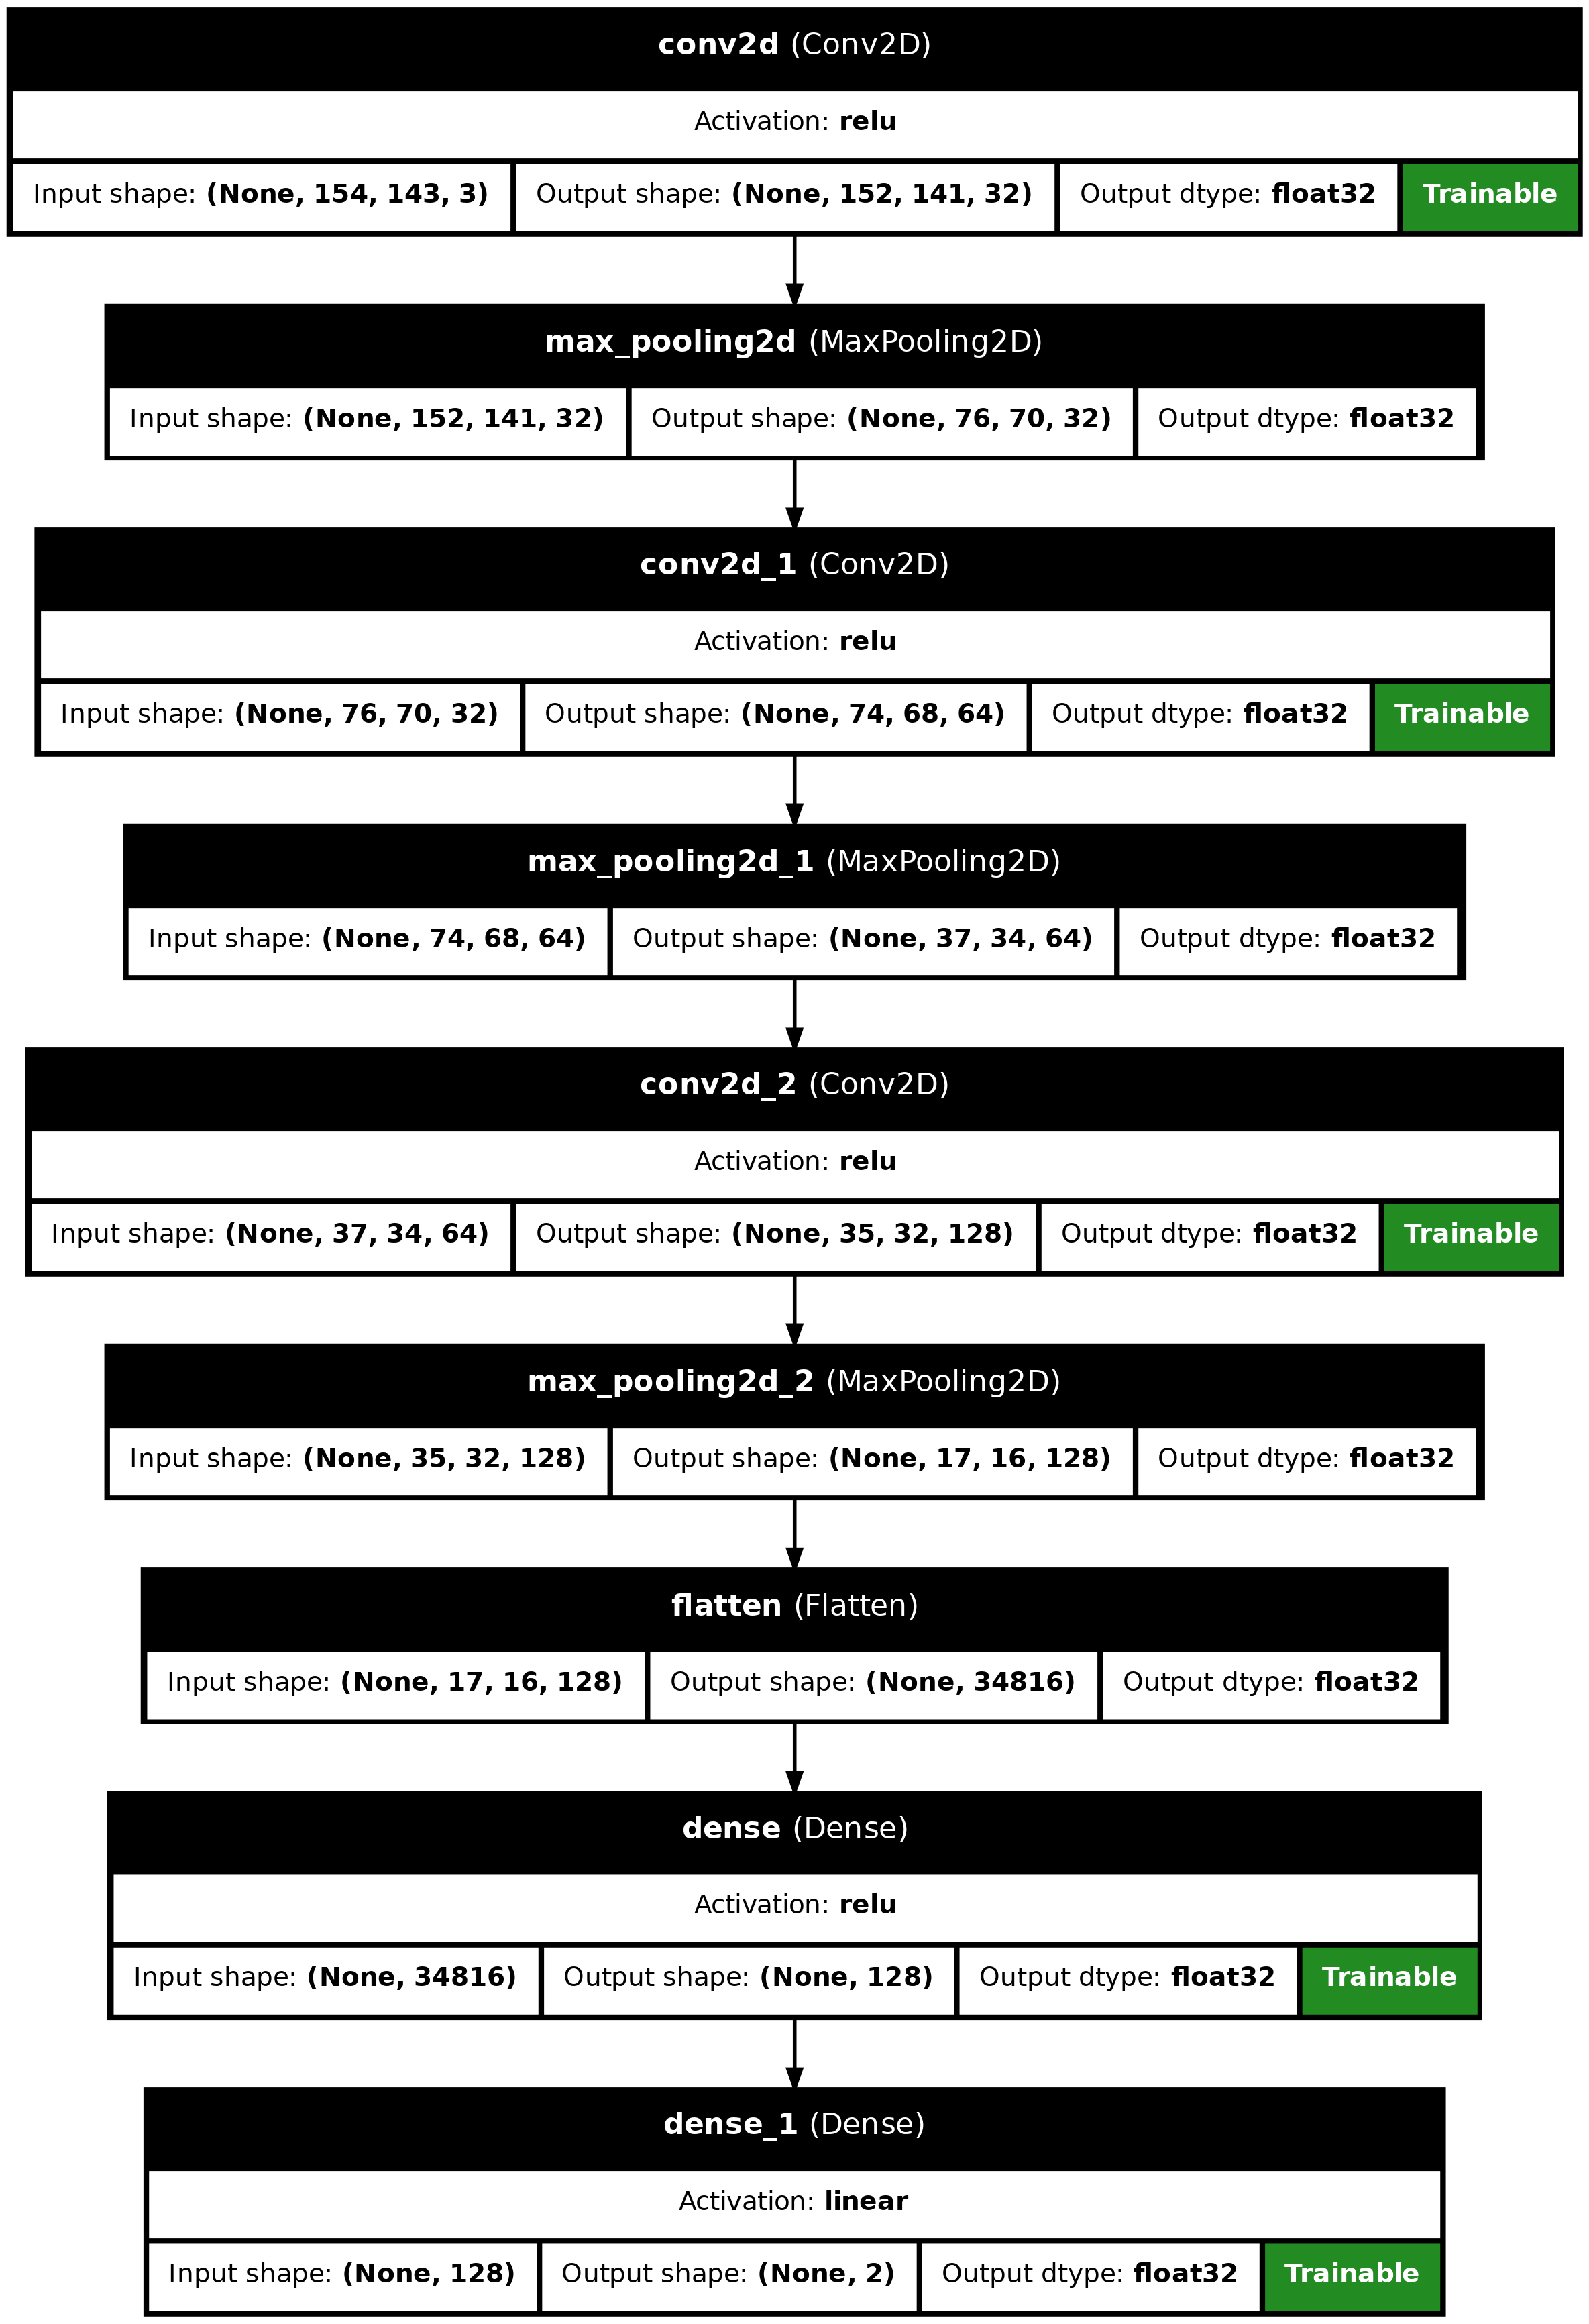 conv2d (Conv2D)
Activation: relu
Input shape: (None, 154, 143, 3) Output shape: (None, 152, 141, 32) Output dtype: float32 Trainable
max_pooling2d (MaxPooling2D)
Input shape: (None, 152, 141, 32) Output shape: (None, 76, 70, 32) Output dtype: float32
conv2d_1 (Conv2D)
Activation: relu
Input shape: (None, 76, 70, 32) Output shape: (None, 74, 68, 64) Output dtype: float32 Trainable
max_pooling2d_1 (MaxPooling2D)
Input shape: (None, 74, 68, 64) Output shape: (None, 37, 34, 64) Output dtype: float32
conv2d_2 (Conv2D)
Activation: relu
Input shape: (None, 37, 34, 64) Output shape: (None, 35, 32, 128) Output dtype: float32 Trainable
max_pooling2d_2 (MaxPooling2D)
Input shape: (None, 35, 32, 128) Output shape: (None, 17, 16, 128) Output dtype: float32
flatten (Flatten)
Input shape: (None, 17, 16, 128) Output shape: (None, 34816) Output dtype: float32
dense (Dense)
Activation: relu
Input shape: (None, 34816) Output shape: (None, 128) Output dtype: float32 Trainable
dense_1 (Dense)
Activation: linear
Input shape: (None, 128) Output shape: (None, 2) Output dtype: float32 Trainable